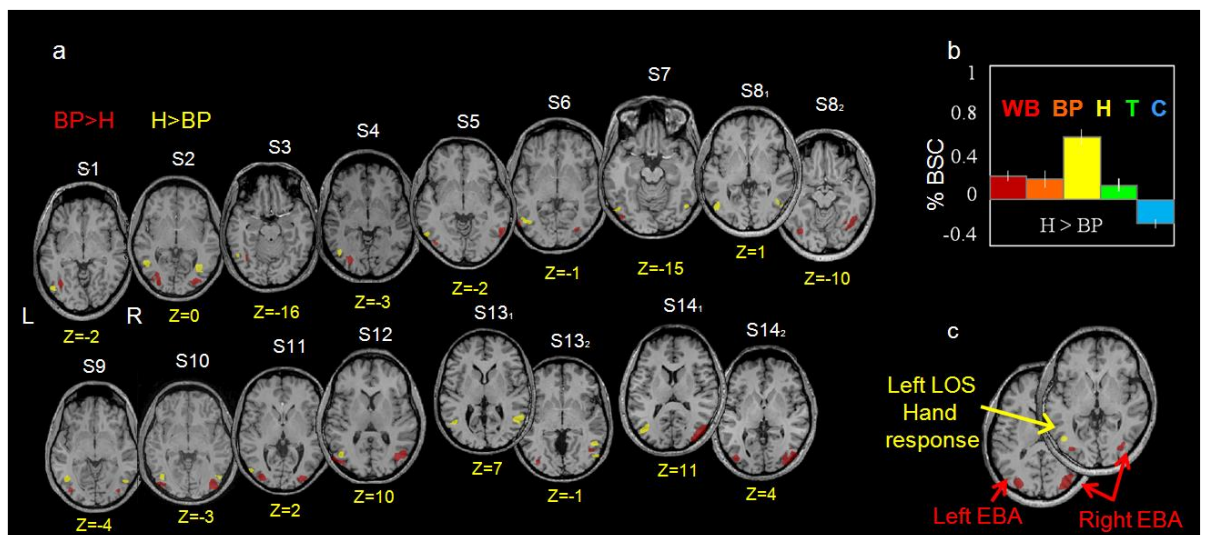 a
BP>H H>BP
S1
S2
S3
S4
S5
S6
S7
S8₁
S8₂
L
R
Z=-2
Z=0
Z=-16
Z=-3
Z=-2
Z=-1
Z=-15
Z=1
Z=-10
S9
S10
S11
S12
S13₁
S13₂
S14₁
S14₂
Z=-4
Z=-3
Z=2
Z=10
Z=7
Z=-1
Z=11
Z=4
b
% BSC
1
0.8
0.4
0
-0.4
WB BP H T C
H > BP
c
Left LOS
Hand
response
Left EBA
Right EBA